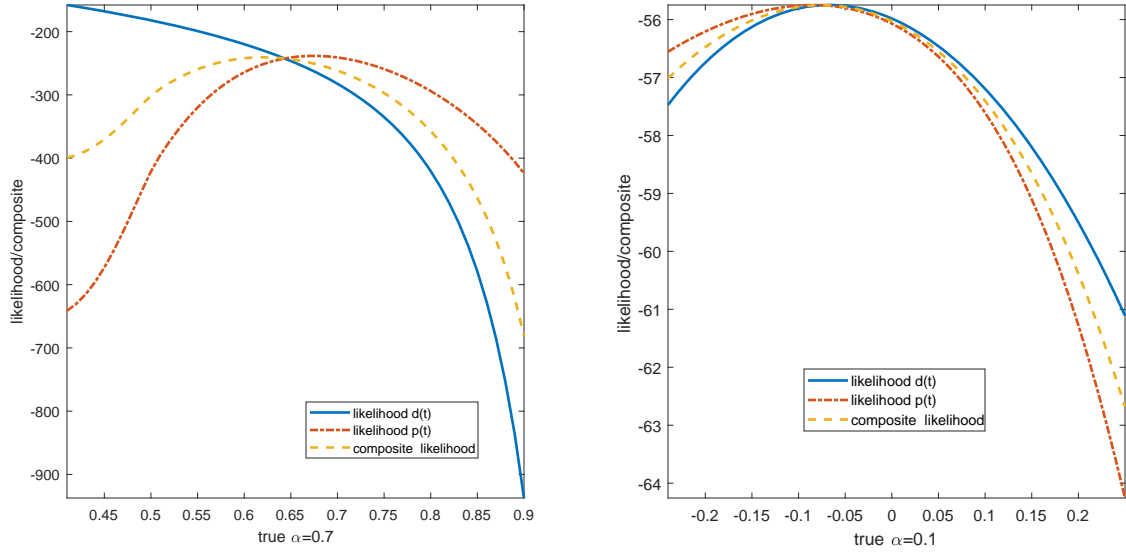 -200
-300
-400
-500
-600
-700
-800
-900
likelihood/composite
0.45 0.5 0.55 0.6 0.65 0.7 0.75 0.8 0.85 0.9
true α=0.7
likelihood d(t)
likelihood p(t)
composite likelihood
-56
-57
-58
-59
-60
-61
-62
-63
-64
likelihood/composite
-0.2 -0.15 -0.1 -0.05 0 0.05 0.1 0.15 0.2
true α=0.1
likelihood d(t)
likelihood p(t)
composite likelihood